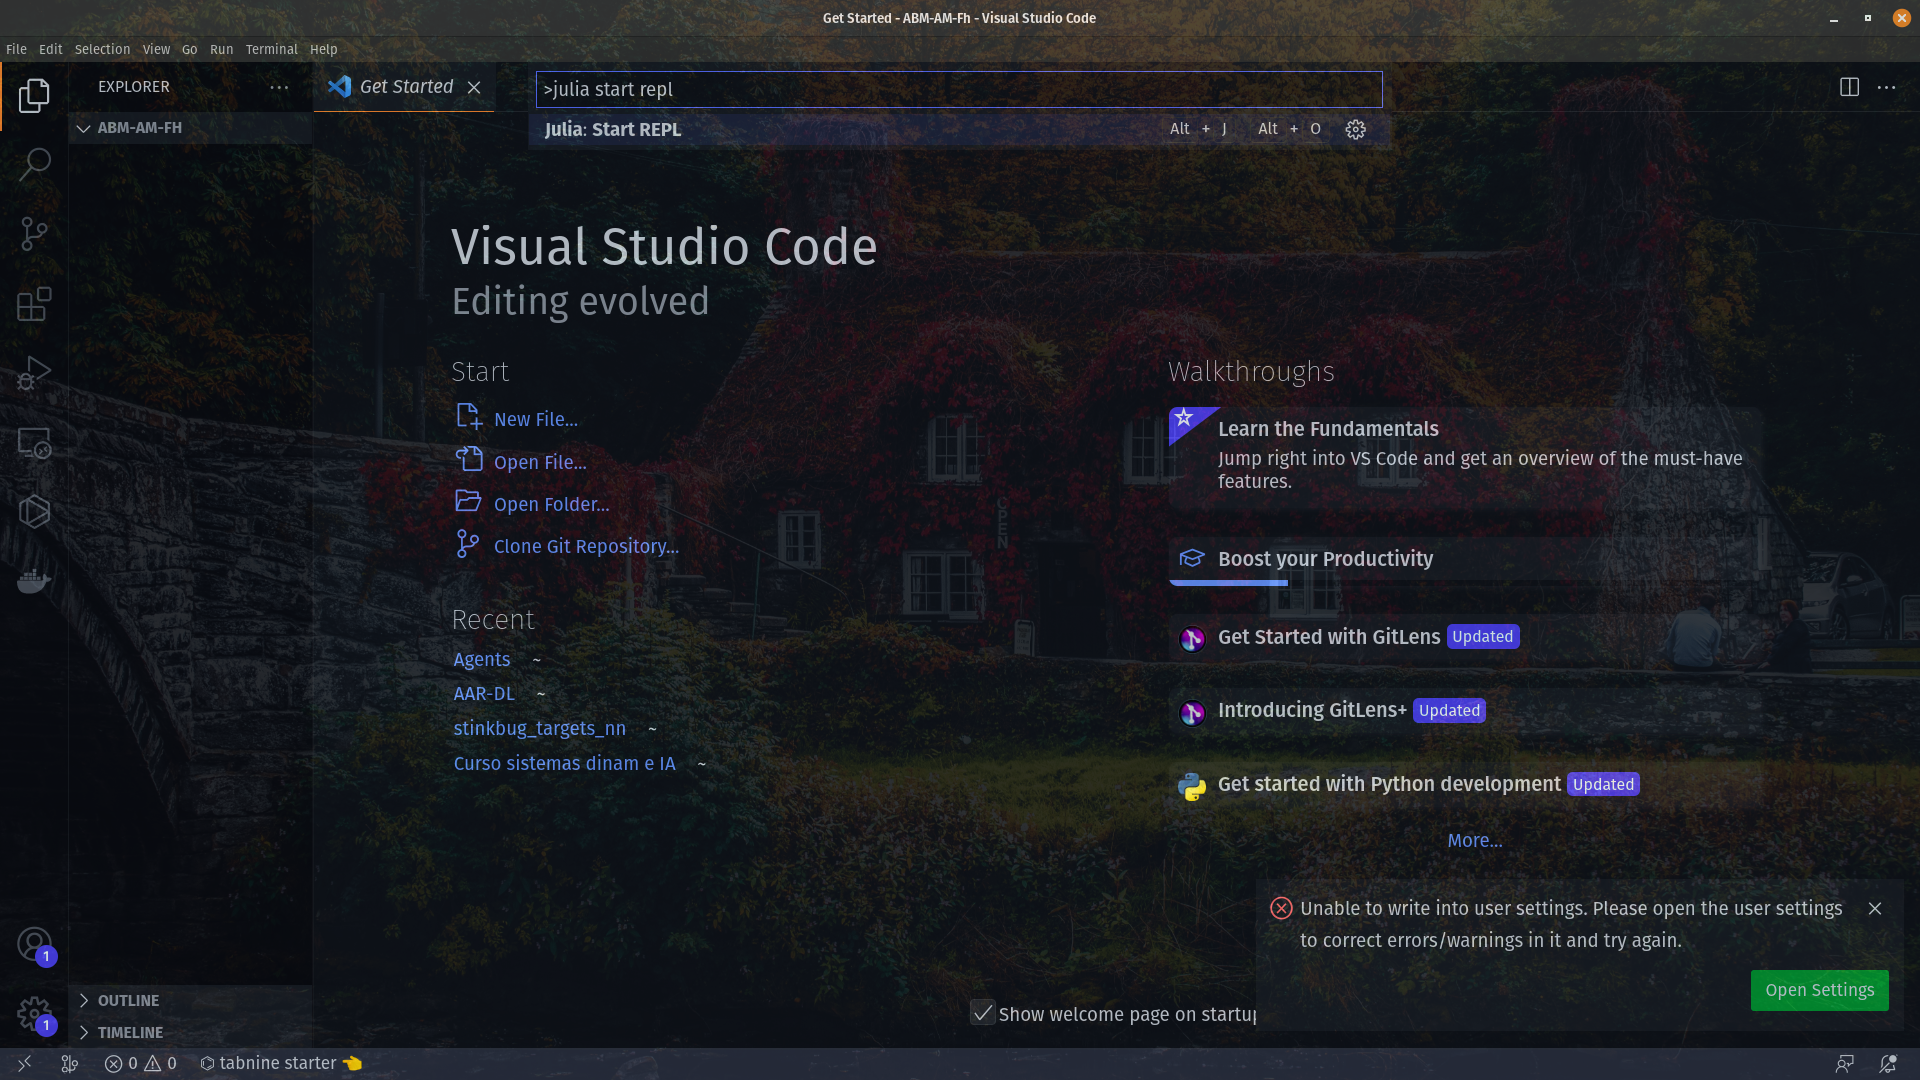 Get Started - ABM-AM-Fh - Visual Studio Code
File Edit Selection View Go Run Terminal Help
EXPLORER
Get Started
>julia start repl
ABM-AM-FH
Julia: Start REPL
Alt + J Alt + O
Visual Studio Code
Editing evolved
Start
New File...
Open File...
Open Folder...
Clone Git Repository...
Recent
Agents ~
AAR-DL ~
stinkbug_targets_nn ~
Curso sistemas dinam e IA ~
Walkthroughs
Learn the Fundamentals
Jump right into VS Code and get an overview of the must-have
features.
Boost your Productivity
Get Started with GitLens Updated
Introducing GitLens+ Updated
Get started with Python development Updated
More...
Unable to write into user settings. Please open the user settings
to correct errors/warnings in it and try again.
Open Settings
Show welcome page on startup
1
1
OUTLINE
TIMELINE
0 0 tabnine starter